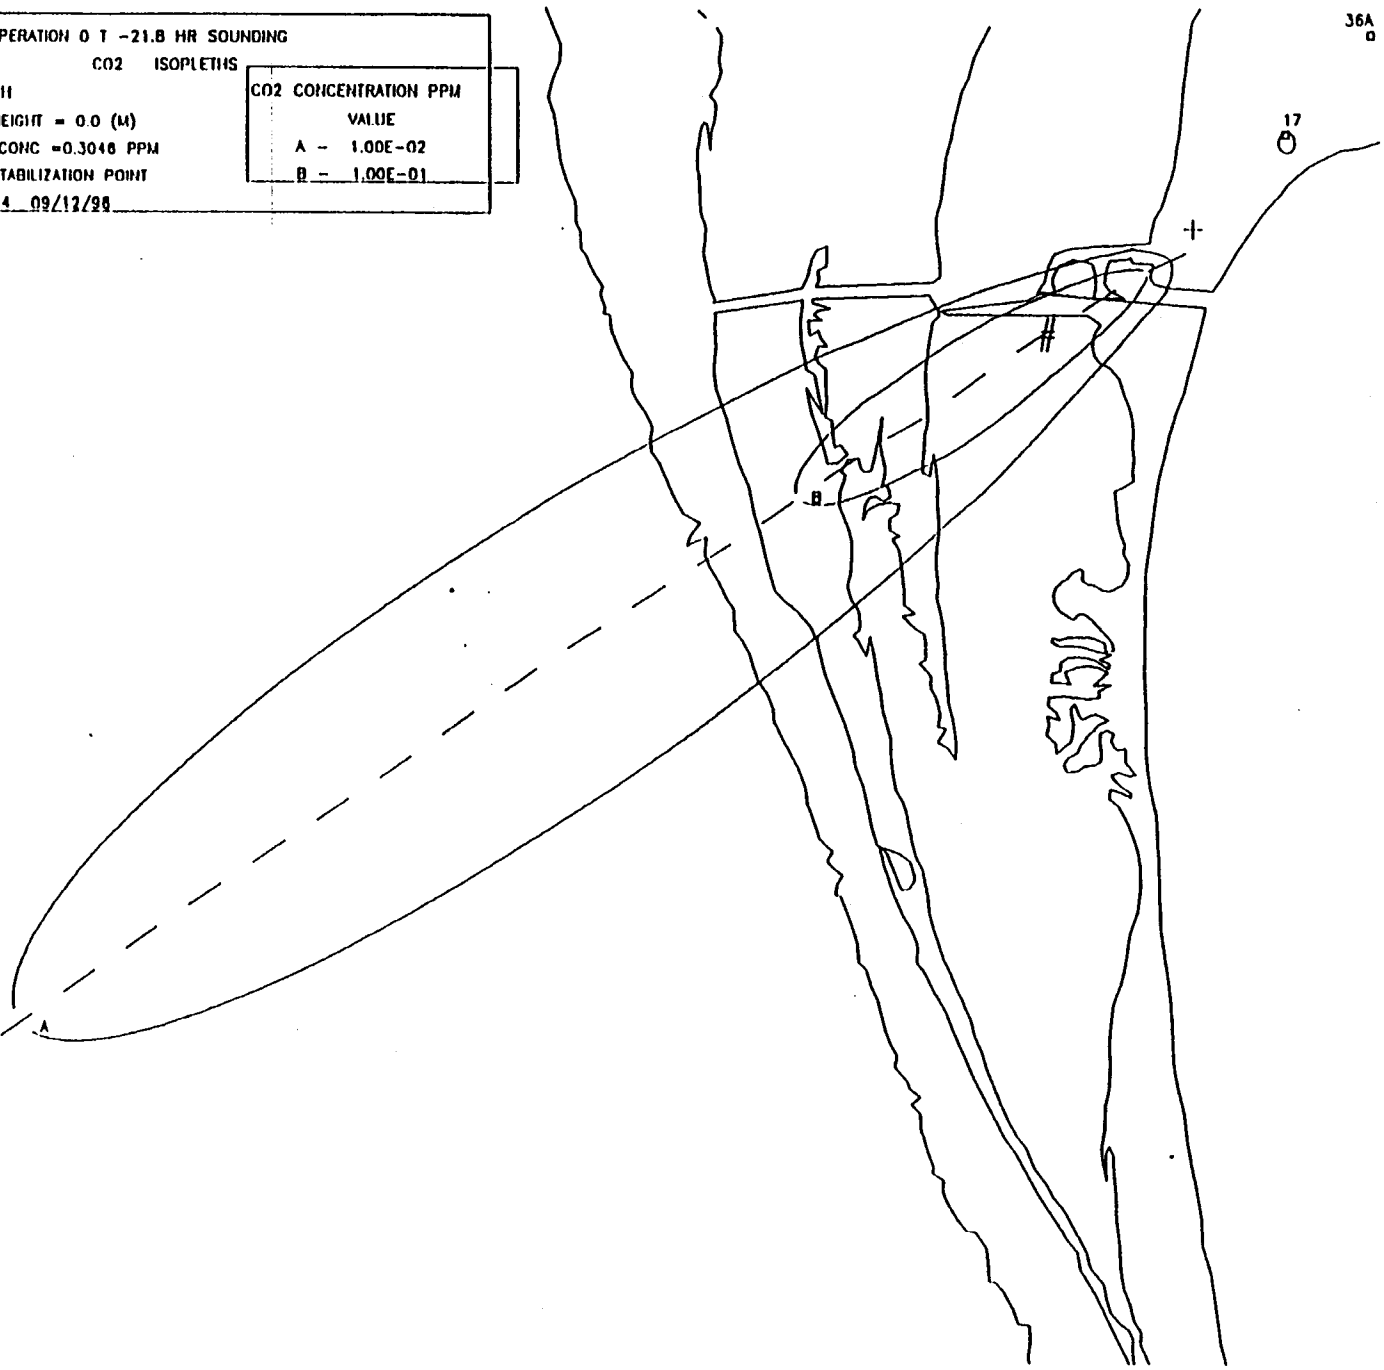 PERATION 0 T -21.8 HR SOUNDING
CO2 ISOPLETHS
H
EIGHT = 0.0 (M)
CONC =0.3046 PPM
TABILIZATION POINT
4 09/12/96
CO2 CONCENTRATION PPM
VALUE
A - 1.00E-02
B - 1.00E-01
36A
17
B
A